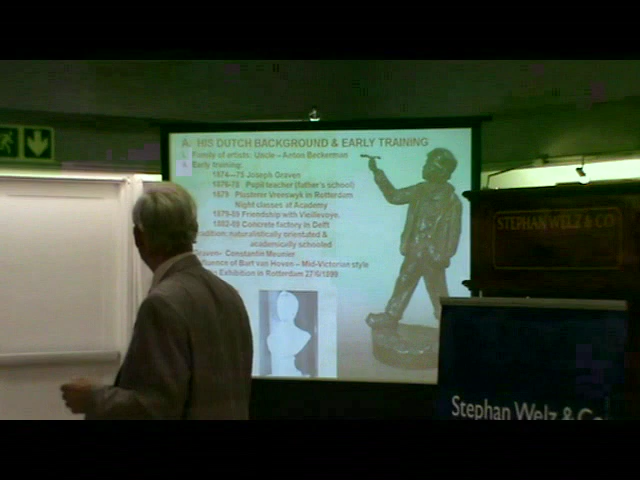 A. HIS DUTCH BACKGROUND & EARLY TRAINING
Family of artists: Uncle – Anton Beckerman
Early training:
1874—75 Joseph Graven
1876-78 Pupil teacher (father's school)
1879 Plasterer Vreeswyk in Rotterdam
Night classes at Academy
1879-89 Friendship with
1882-89 Concrete factory in Delft
naturalistically orientated &
academically schooled
Graven– Constantin Meunier
of Bart van Hoven – Mid-Victorian style
Exhibition in Rotterdam 27/6/1899
STEPHAN WELZ & CO
Stephan Welz & Co